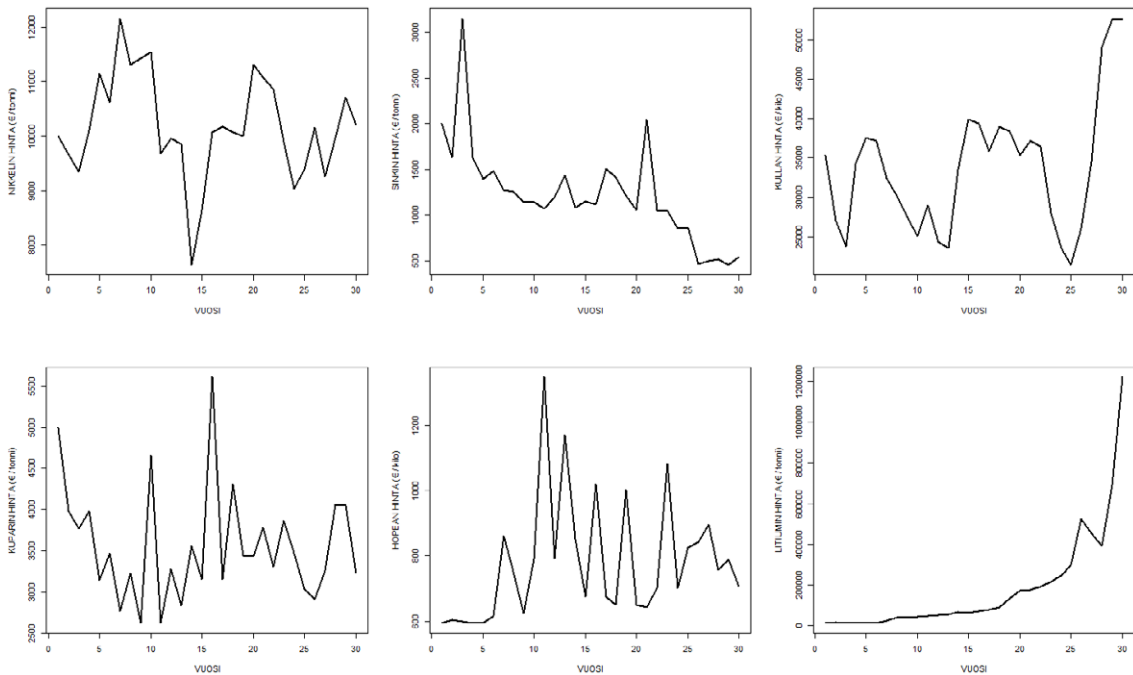 NIKKELIN HINTA (€ / tonni)
12000
11000
10000
9000
8000
0 5 10 15 20 25 30
VUOSI
SINKIN HINTA (€ / tonni)
3000
2500
2000
1500
1000
500
0 5 10 15 20 25 30
VUOSI
KULLAN HINTA (€ / kilo)
50000
45000
40000
35000
30000
25000
0 5 10 15 20 25 30
VUOSI
KUPARIN HINTA (€ / tonni)
5500
5000
4500
4000
3500
3000
2500
0 5 10 15 20 25 30
VUOSI
HOPEAN HINTA (€ / kilo)
1200
1000
800
600
0 5 10 15 20 25 30
VUOSI
LITIUMIN HINTA (€ / tonni)
1200000
1000000
800000
600000
400000
200000
0
0 5 10 15 20 25 30
VUOSI